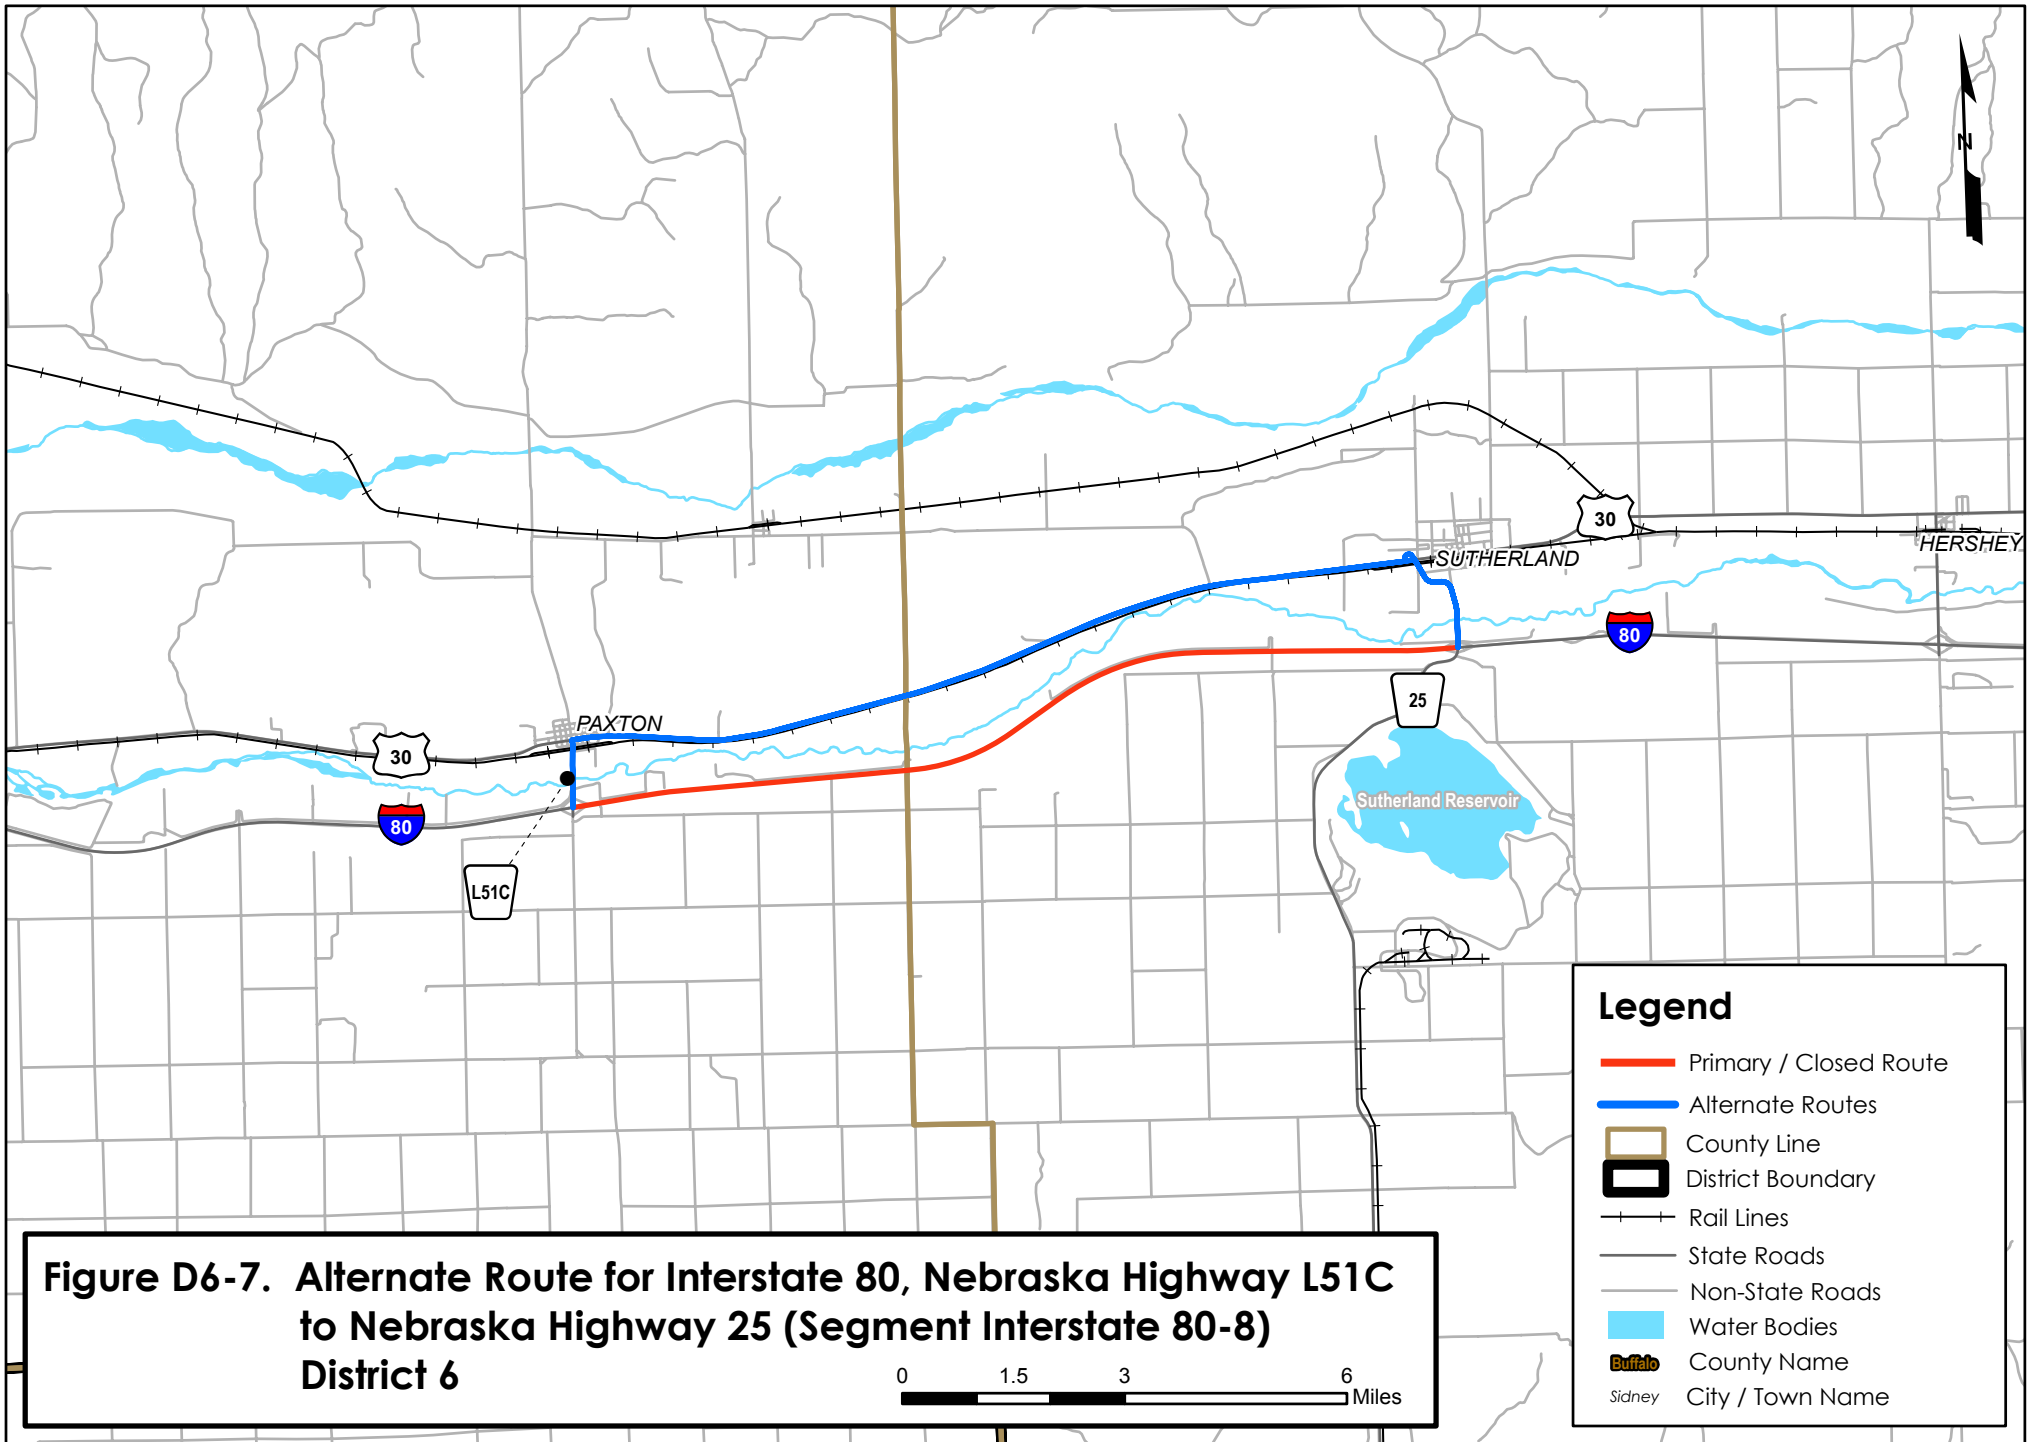 N
30
SUTHERLAND
HERSHEY
80
25
PAXTON
30
80
L51C
Sutherland Reservoir
Legend
Primary / Closed Route
Alternate Routes
County Line
District Boundary
Rail Lines
State Roads
Non-State Roads
Water Bodies
Buffalo County Name
Sidney City / Town Name
Figure D6-7. Alternate Route for Interstate 80, Nebraska Highway L51C
to Nebraska Highway 25 (Segment Interstate 80-8)
District 6
0 1.5 3 6
Miles